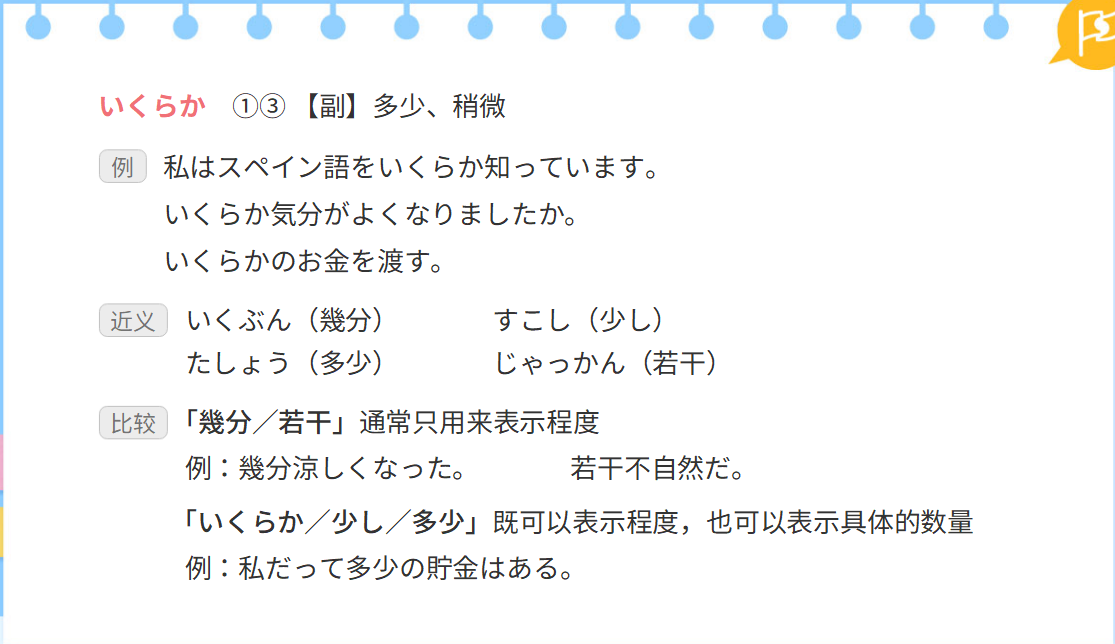 いくらか ①③ 【副】多少、稍微
例 私はスペイン語をいくらか知っています。
いくらか気分がよくなりましたか。
いくらかのお金を渡す。
近义 いくぶん（幾分） すこし（少し）
たしょう（多少） じゃっかん（若干）
比较 「幾分／若干」通常只用来表示程度
例：幾分涼しくなった。 若干不自然だ。
「いくらか／少し／多少」既可以表示程度，也可以表示具体的数量
例：私だって多少の貯金はある。